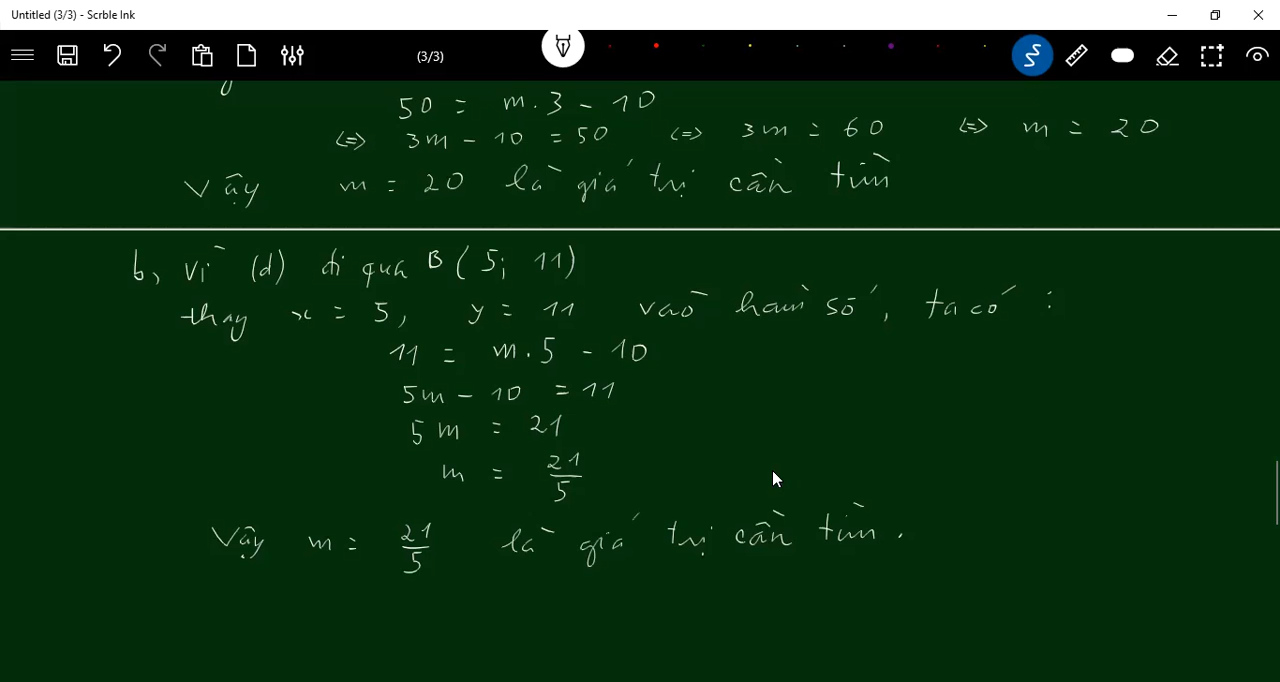 Untitled (3/3) - Scrble Ink
(3/3)
50 = m . 3 - 10
<=> 3m - 10 = 50 <=> 3m = 60 <=> m = 20
Vậy m = 20 là giá trị cần tìm
b, vì (d) đi qua B (5; 11)
thay x = 5, y = 11 vào hàm số, ta có :
11 = m . 5 - 10
5m - 10 = 11
5m = 21
m = 21/5
Vậy m = 21/5 là giá trị cần tìm .